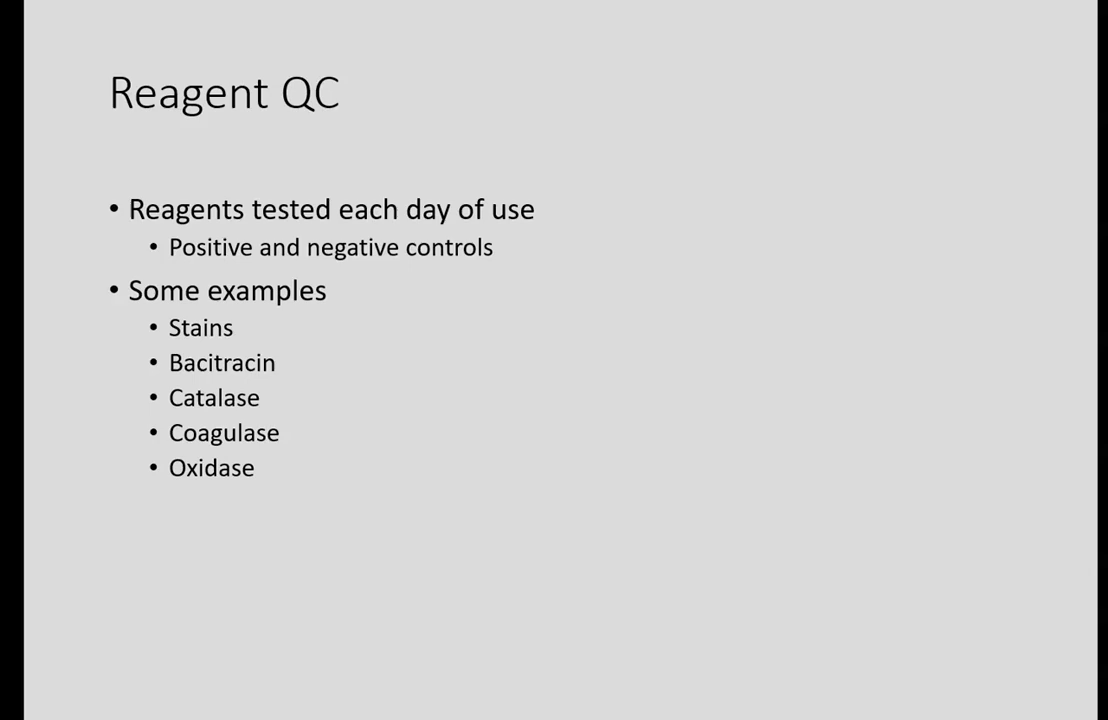 Reagent QC
• Reagents tested each day of use
• Positive and negative controls
• Some examples
• Stains
• Bacitracin
• Catalase
• Coagulase
• Oxidase